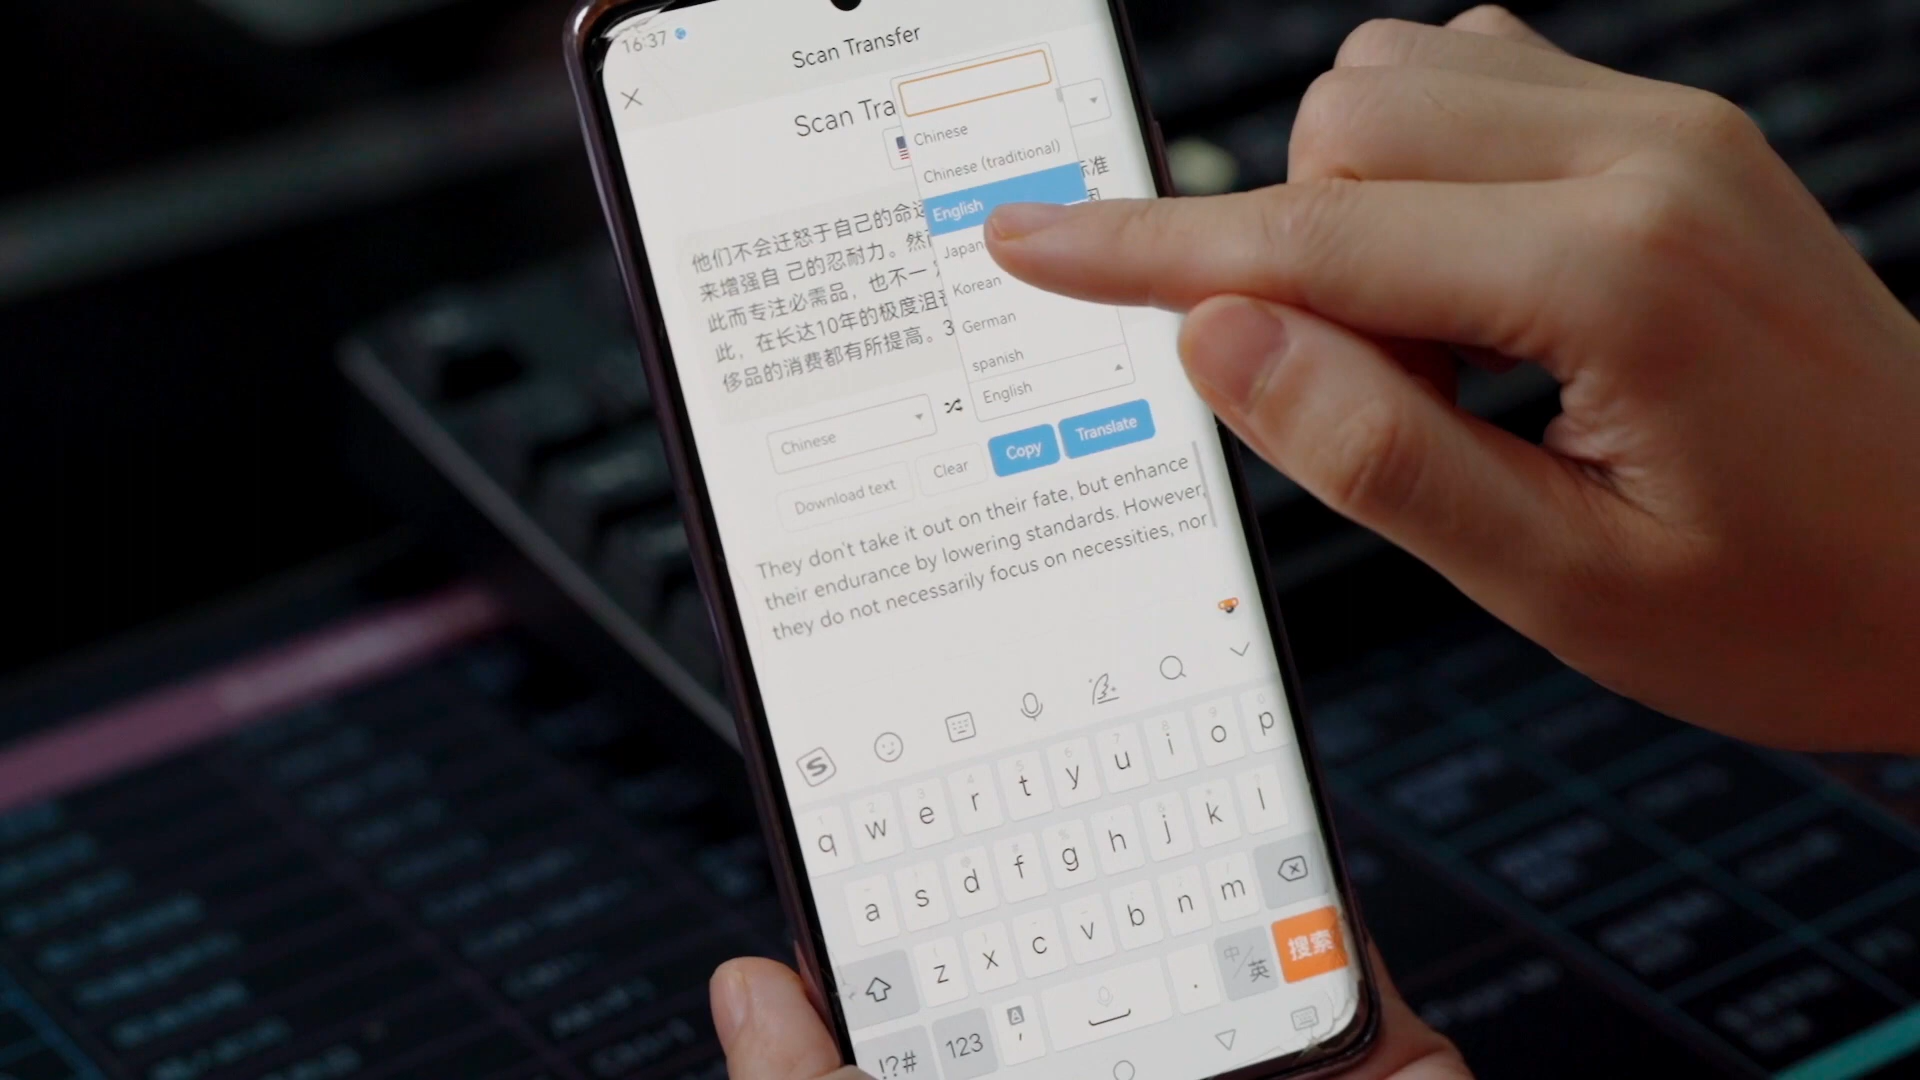 16:37
Scan Transfer
Scan Tra
Chinese
Chinese (traditional)
English
Japan
Korean
German
spanish
English
他们不会迁怒于自己的命运
标准
来增强自 己的忍耐力。然而
此而专注必需品，也不一
此，在长达10年的极度沮
侈品的消费都有所提高。3
Chinese
Download text
Clear
Copy
Translate
They don't take it out on their fate, but enhance
their endurance by lowering standards. However,
they do not necessarily focus on necessities, nor
q w e r t y u i o p
a s d f g h j k l
z x c v b n m
!?# 123 , . 中/英 搜索